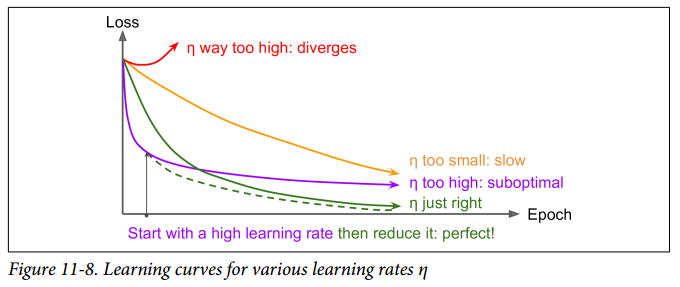 Loss
η way too high: diverges
η too small: slow
η too high: suboptimal
η just right
Epoch
Start with a high learning rate then reduce it: perfect!
Figure 11-8. Learning curves for various learning rates η